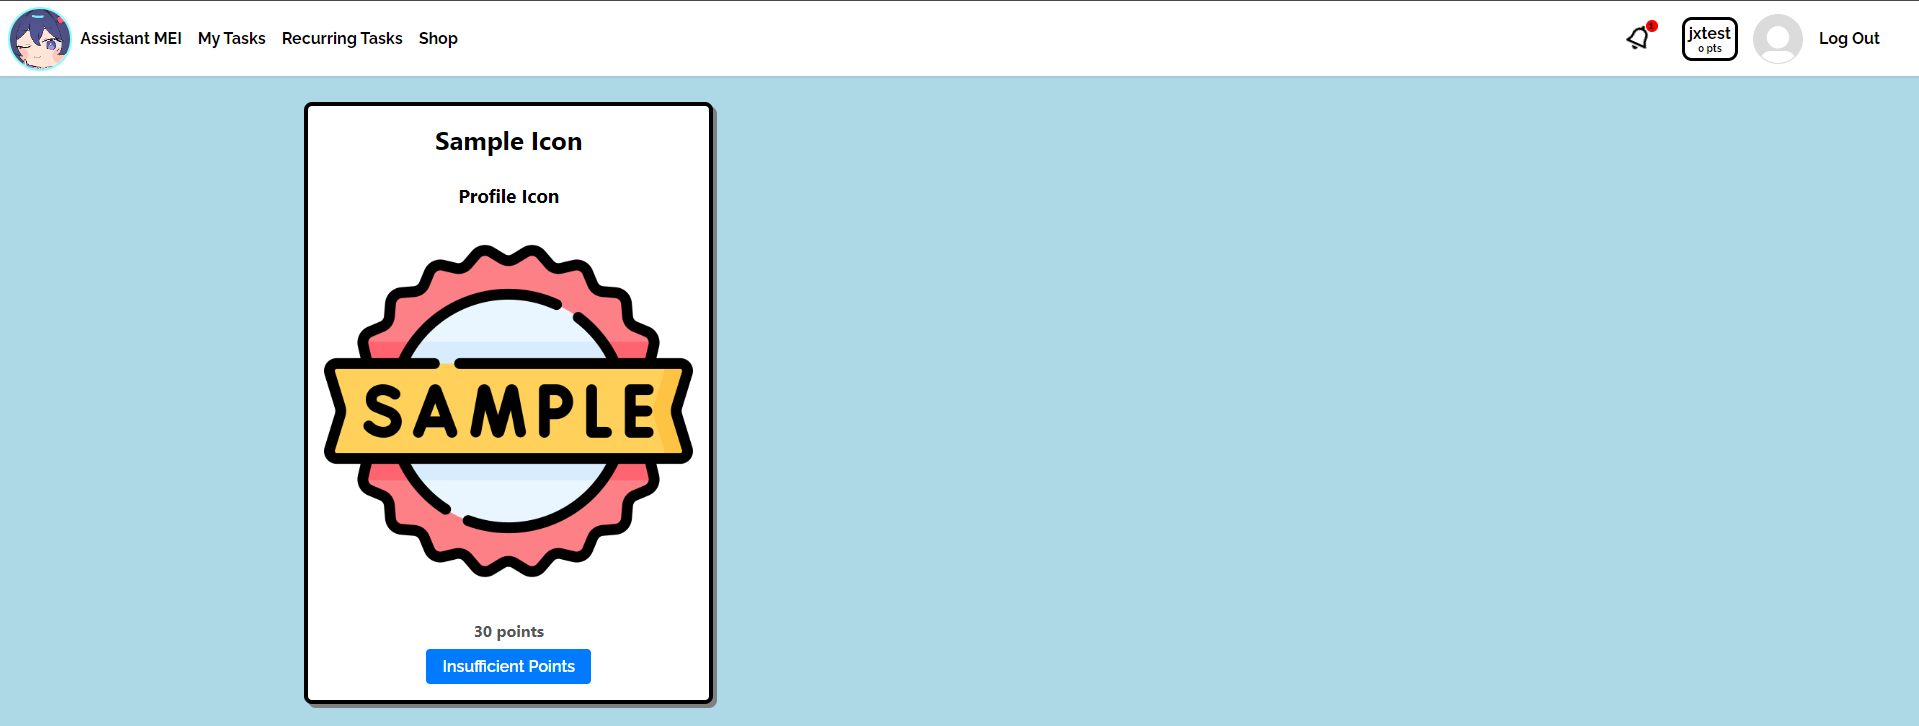 Assistant MEI My Tasks Recurring Tasks Shop
1
jxtest
0 pts
Log Out
Sample Icon
Profile Icon
SAMPLE
30 points
Insufficient Points